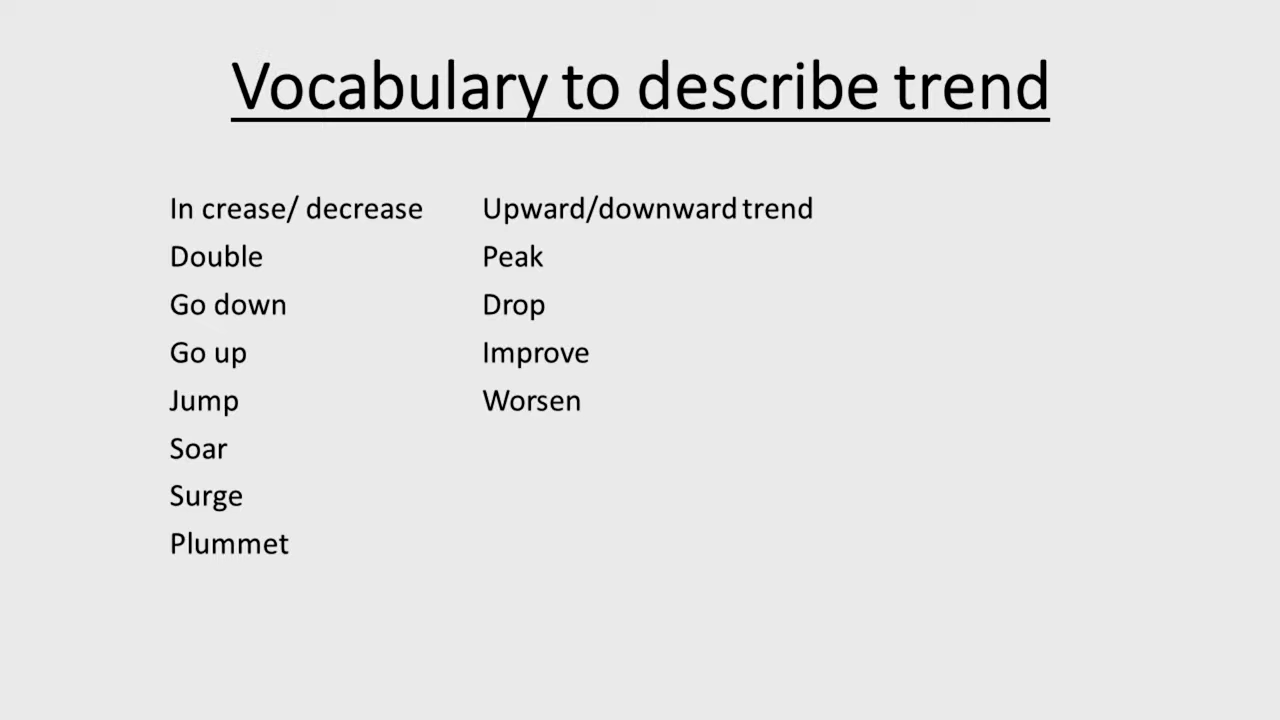 Vocabulary to describe trend
In crease/ decrease
Double
Go down
Go up
Jump
Soar
Surge
Plummet
Upward/downward trend
Peak
Drop
Improve
Worsen